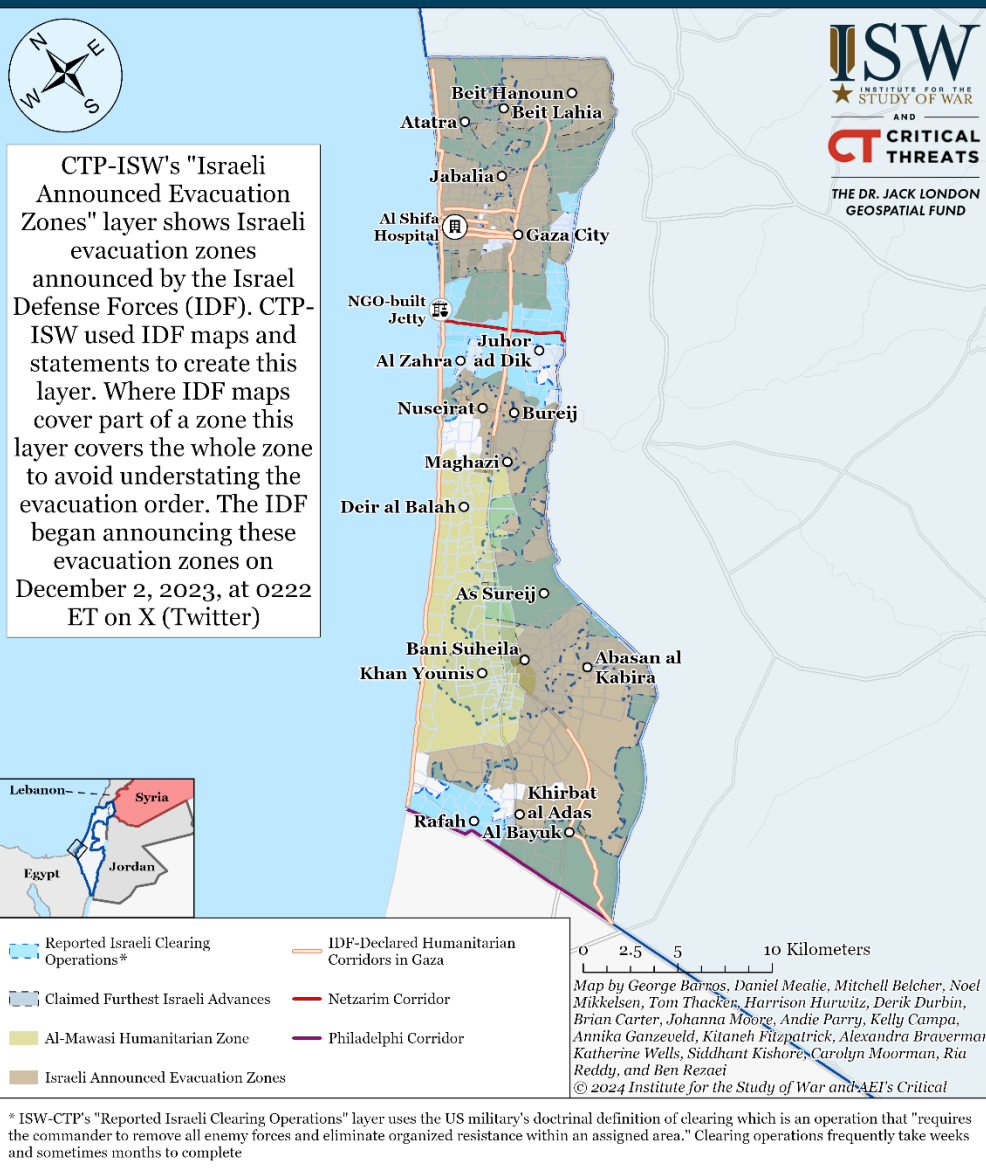 N
E
W
S
ISW
INSTITUTE FOR THE
STUDY OF WAR
AND
CT CRITICAL
THREATS
THE DR. JACK LONDON
GEOSPATIAL FUND
CTP-ISW's "Israeli
Announced Evacuation
Zones" layer shows Israeli
evacuation zones
announced by the Israel
Defense Forces (IDF). CTP-
ISW used IDF maps and
statements to create this
layer. Where IDF maps
cover part of a zone this
layer covers the whole zone
to avoid understating the
evacuation order. The IDF
began announcing these
evacuation zones on
December 2, 2023, at 0222
ET on X (Twitter)
Beit Hanoun
Beit Lahia
Atatra
Jabalia
Al Shifa
Hospital
H
Gaza City
NGO-built
Jetty
Juhor
ad Dik
Al Zahra
Nuseirat
Bureij
Maghazi
Deir al Balah
As Sureij
Bani Suheila
Khan Younis
Abasan al
Kabira
Khirbat
al Adas
Rafah
Al Bayuk
Lebanon
Syria
Jordan
Egypt
Reported Israeli Clearing
Operations*
Claimed Furthest Israeli Advances
Al-Mawasi Humanitarian Zone
Israeli Announced Evacuation Zones
IDF-Declared Humanitarian
Corridors in Gaza
Netzarim Corridor
Philadelphi Corridor
0 2.5 5 10 Kilometers
Map by George Barros, Daniel Mealie, Mitchell Belcher, Noel
Mikkelsen, Tom Thacker, Harrison Hurwitz, Derik Durbin,
Brian Carter, Johanna Moore, Andie Parry, Kelly Campa,
Annika Ganzeveld, Kitaneh Fitzpatrick, Alexandra Braverman
Katherine Wells, Siddhant Kishore, Carolyn Moorman, Ria
Reddy, and Ben Rezaei
© 2024 Institute for the Study of War and AEI's Critical
* ISW-CTP's "Reported Israeli Clearing Operations" layer uses the US military's doctrinal definition of clearing which is an operation that "requires
the commander to remove all enemy forces and eliminate organized resistance within an assigned area." Clearing operations frequently take weeks
and sometimes months to complete